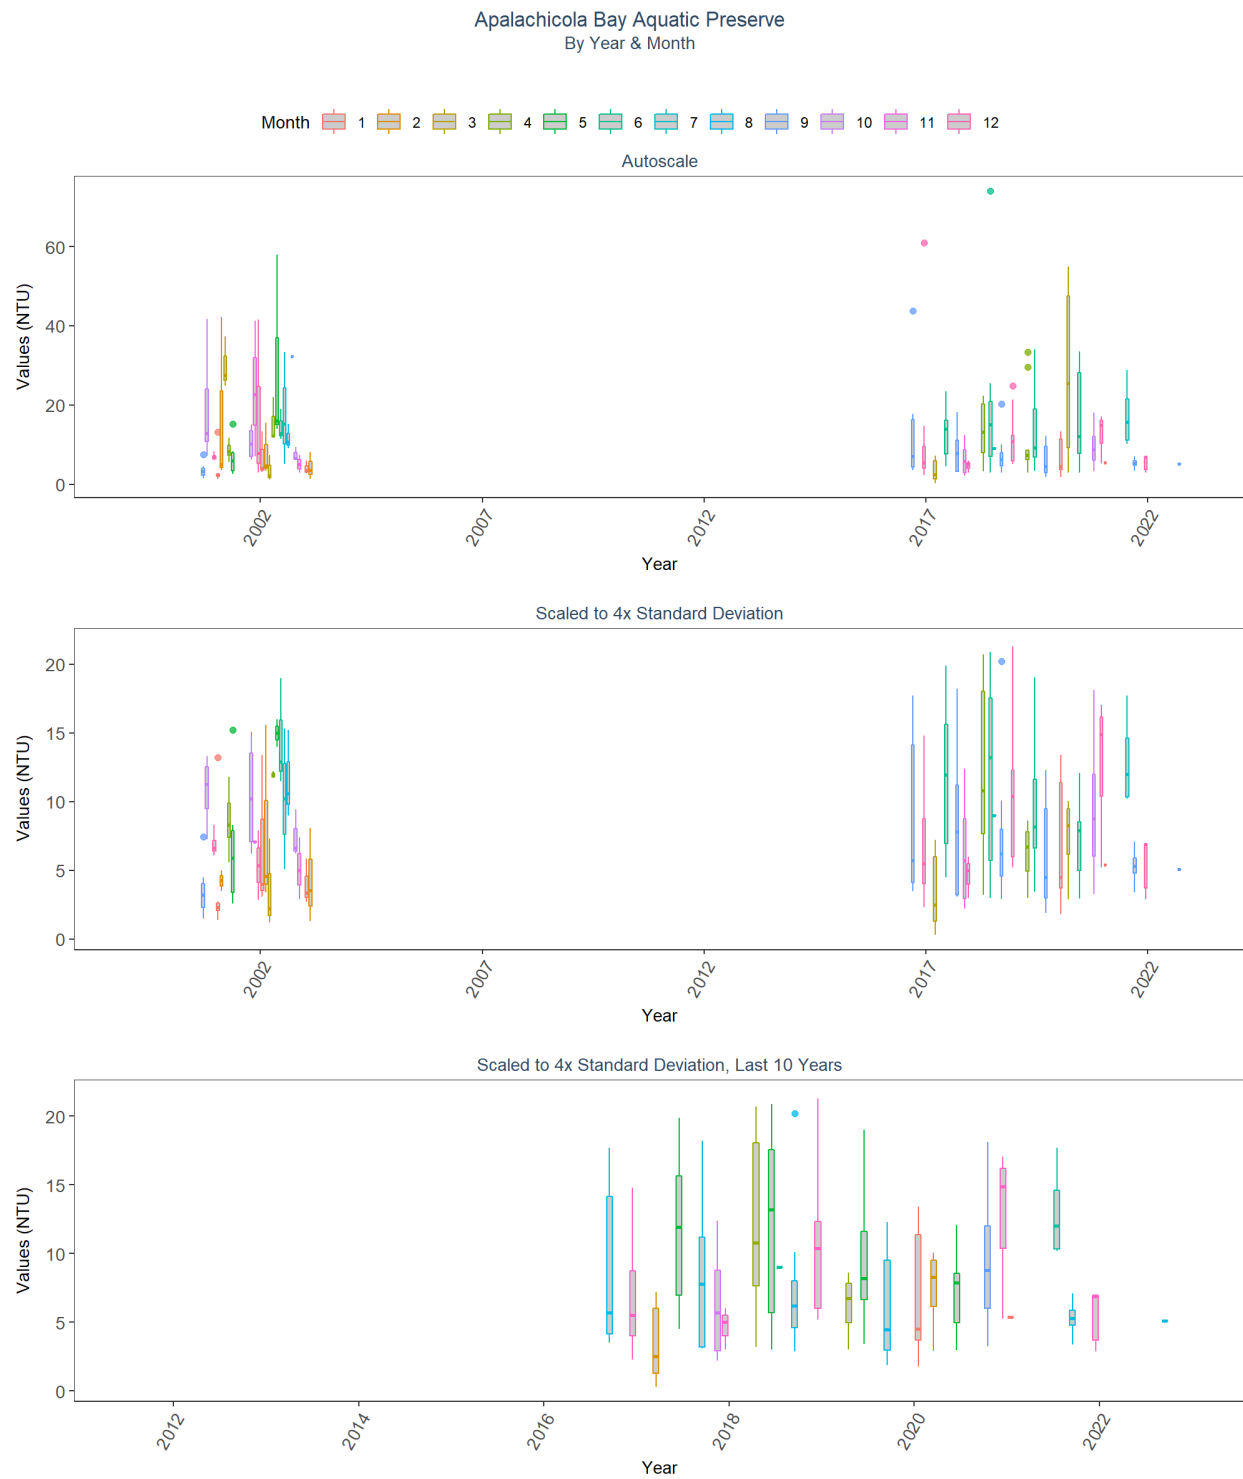 Apalachicola Bay Aquatic Preserve
By Year & Month
Month 1 2 3 4 5 6 7 8 9 10 11 12
Autoscale
60
40
20
0
Values (NTU)
2002 2007 2012 2017 2022
Year
Scaled to 4x Standard Deviation
20
15
10
5
0
Values (NTU)
2002 2007 2012 2017 2022
Year
Scaled to 4x Standard Deviation, Last 10 Years
20
15
10
5
0
Values (NTU)
2012 2014 2016 2018 2020 2022
Year